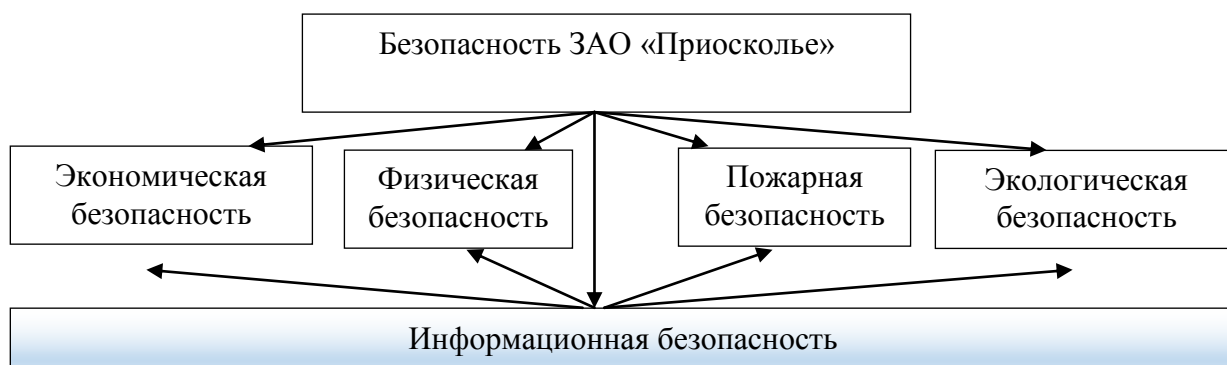 Безопасность ЗАО «Приосколье»
Экономическая
безопасность
Физическая
безопасность
Пожарная
безопасность
Экологическая
безопасность
Информационная безопасность